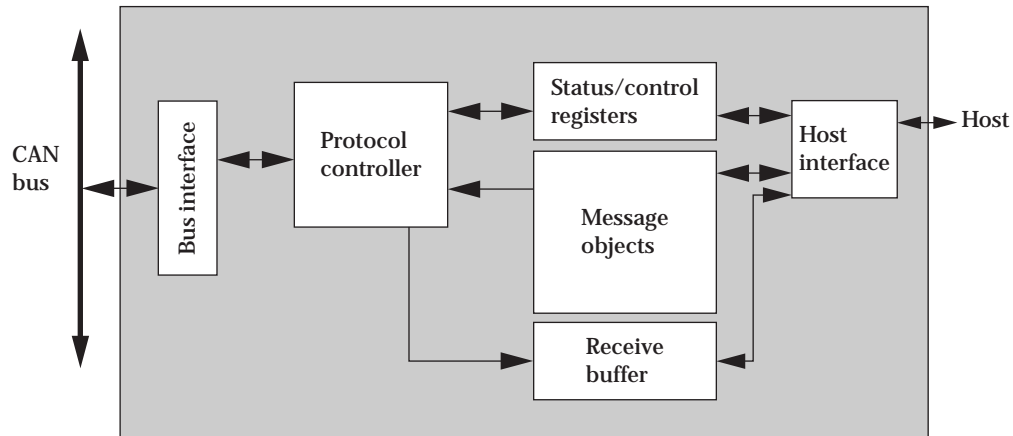 CAN
bus
Bus interface
Protocol
controller
Status/control
registers
Message
objects
Receive
buffer
Host
interface
Host